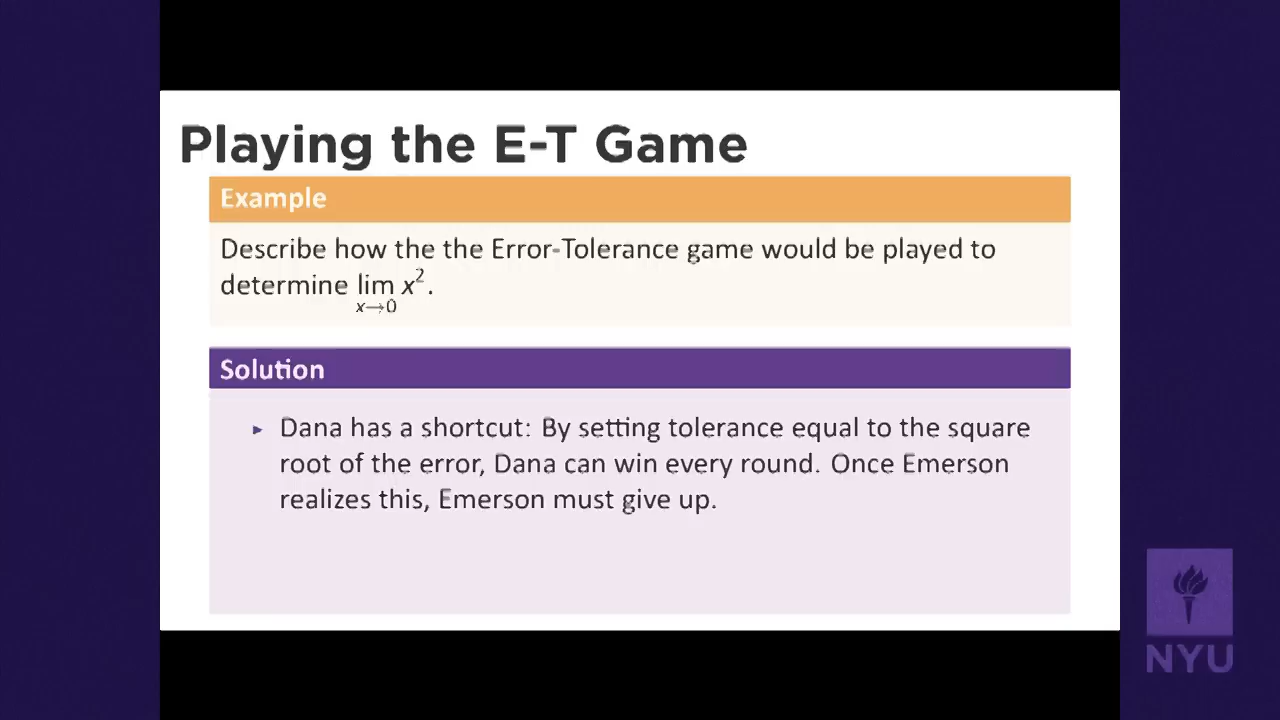 Playing the E-T Game
Example
Describe how the the Error-Tolerance game would be played to
determine lim x².
x→0
Solution
▸ Dana has a shortcut: By setting tolerance equal to the square
root of the error, Dana can win every round. Once Emerson
realizes this, Emerson must give up.
NYU